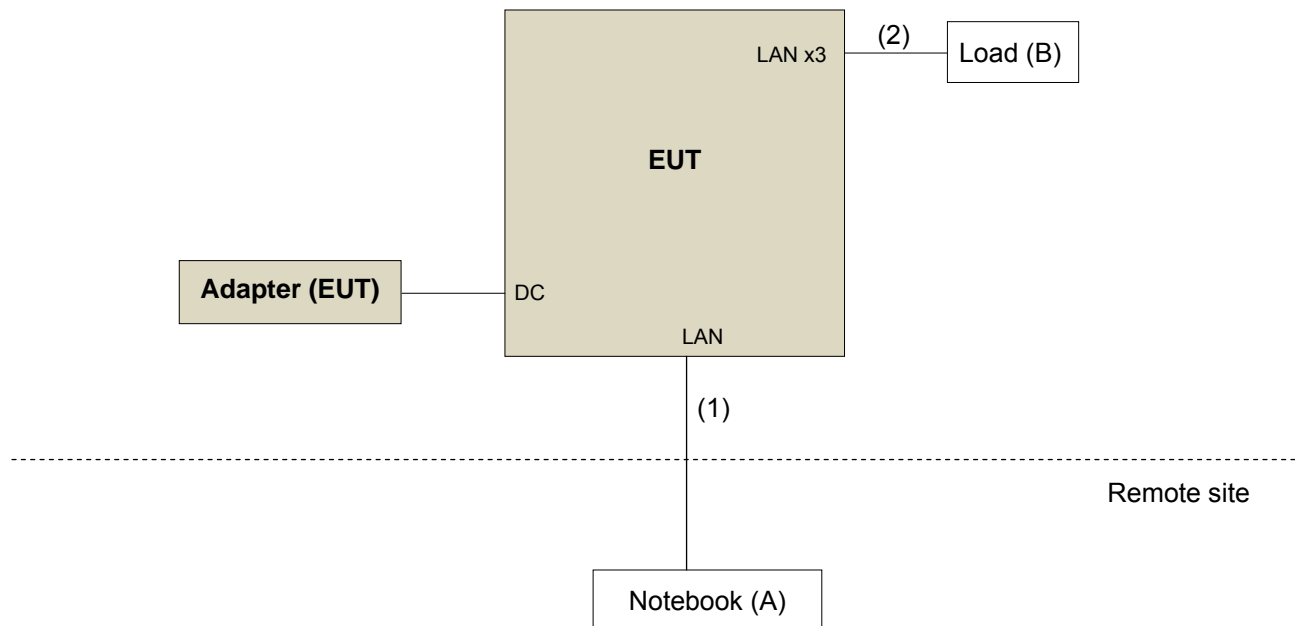 (2)
LAN x3
Load (B)
EUT
Adapter (EUT)
DC
LAN
(1)
Remote site
Notebook (A)